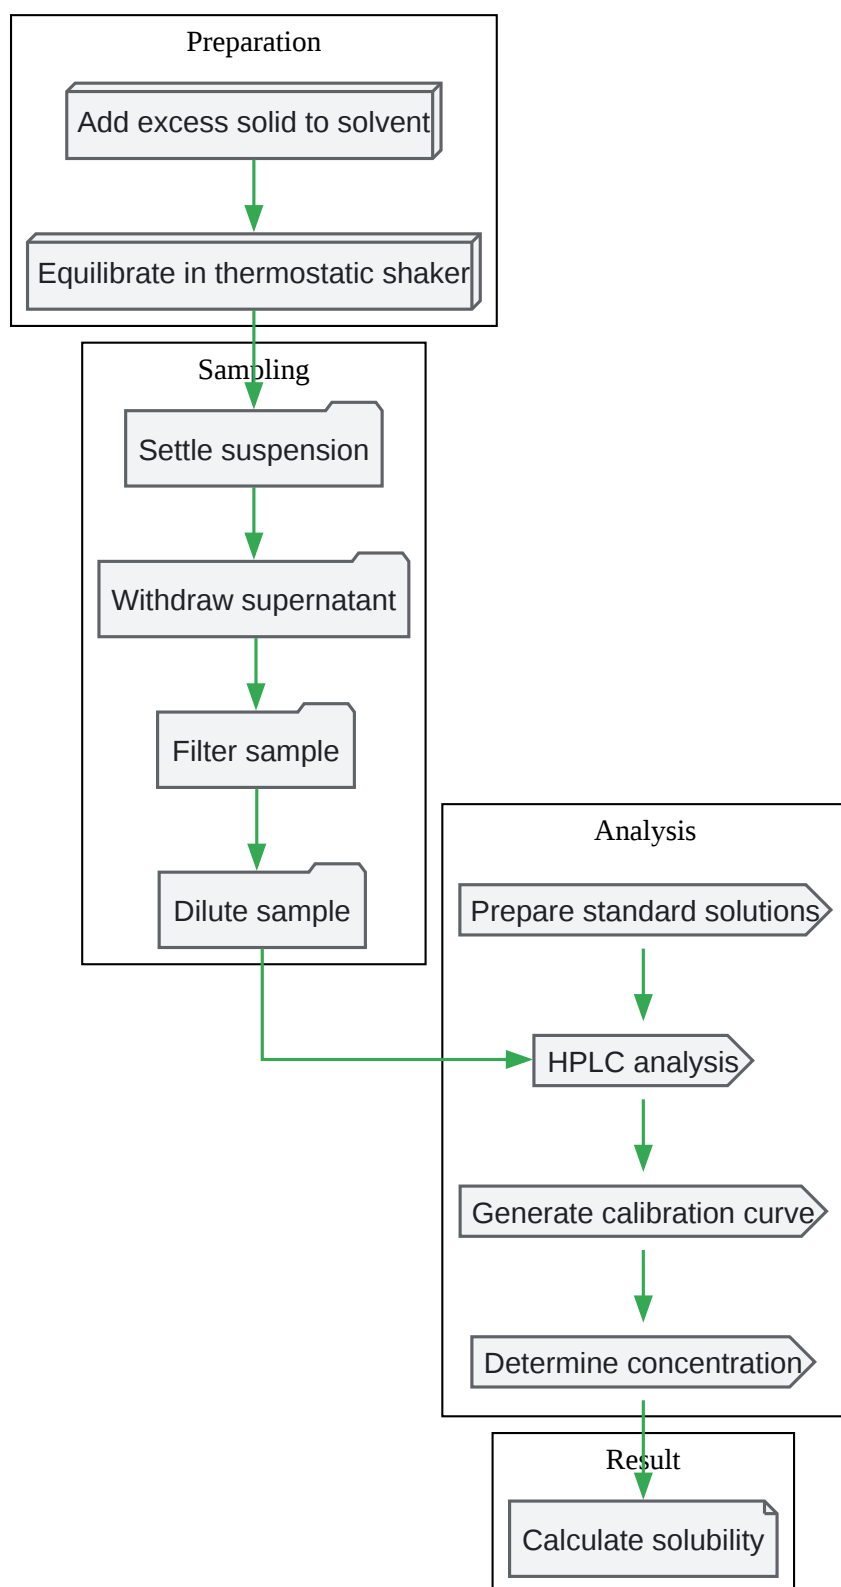 Preparation
Add excess solid to solvent
Equilibrate in thermostatic shaker
Sampling
Settle suspension
Withdraw supernatant
Filter sample
Dilute sample
Analysis
Prepare standard solutions
HPLC analysis
Generate calibration curve
Determine concentration
Result
Calculate solubility